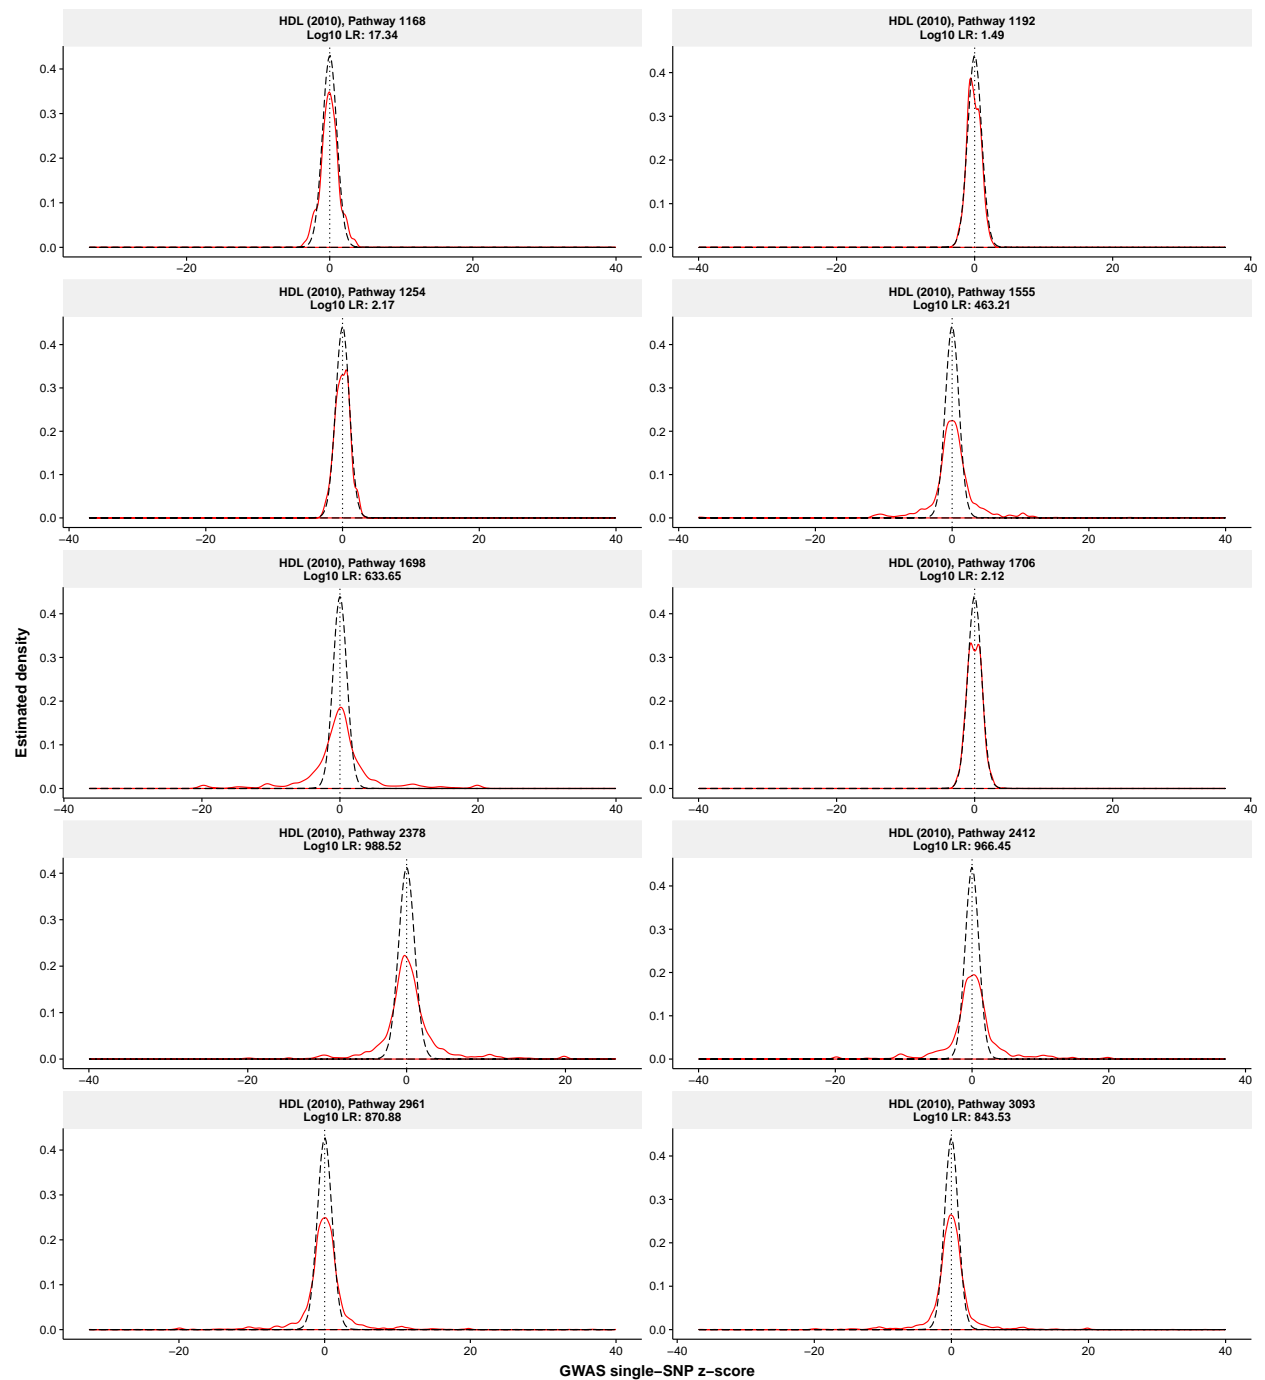 HDL (2010), Pathway 1168
Log10 LR: 17.34
0.4
0.3
0.2
0.1
0.0
−20 0 20 40
HDL (2010), Pathway 1192
Log10 LR: 1.49
0.4
0.3
0.2
0.1
0.0
−40 −20 0 20 40
HDL (2010), Pathway 1254
Log10 LR: 2.17
0.4
0.3
0.2
0.1
0.0
−40 −20 0 20 40
HDL (2010), Pathway 1555
Log10 LR: 463.21
0.4
0.3
0.2
0.1
0.0
−40 −20 0 20 40
Estimated density
HDL (2010), Pathway 1698
Log10 LR: 633.65
0.4
0.3
0.2
0.1
0.0
−40 −20 0 20 40
HDL (2010), Pathway 1706
Log10 LR: 2.12
0.4
0.3
0.2
0.1
0.0
−40 −20 0 20 40
HDL (2010), Pathway 2378
Log10 LR: 988.52
0.4
0.3
0.2
0.1
0.0
−40 −20 0 20
HDL (2010), Pathway 2412
Log10 LR: 966.45
0.4
0.3
0.2
0.1
0.0
−40 −20 0 20 40
HDL (2010), Pathway 2961
Log10 LR: 870.88
0.4
0.3
0.2
0.1
0.0
−20 0 20 40
HDL (2010), Pathway 3093
Log10 LR: 843.53
0.4
0.3
0.2
0.1
0.0
−40 −20 0 20 40
GWAS single−SNP z−score